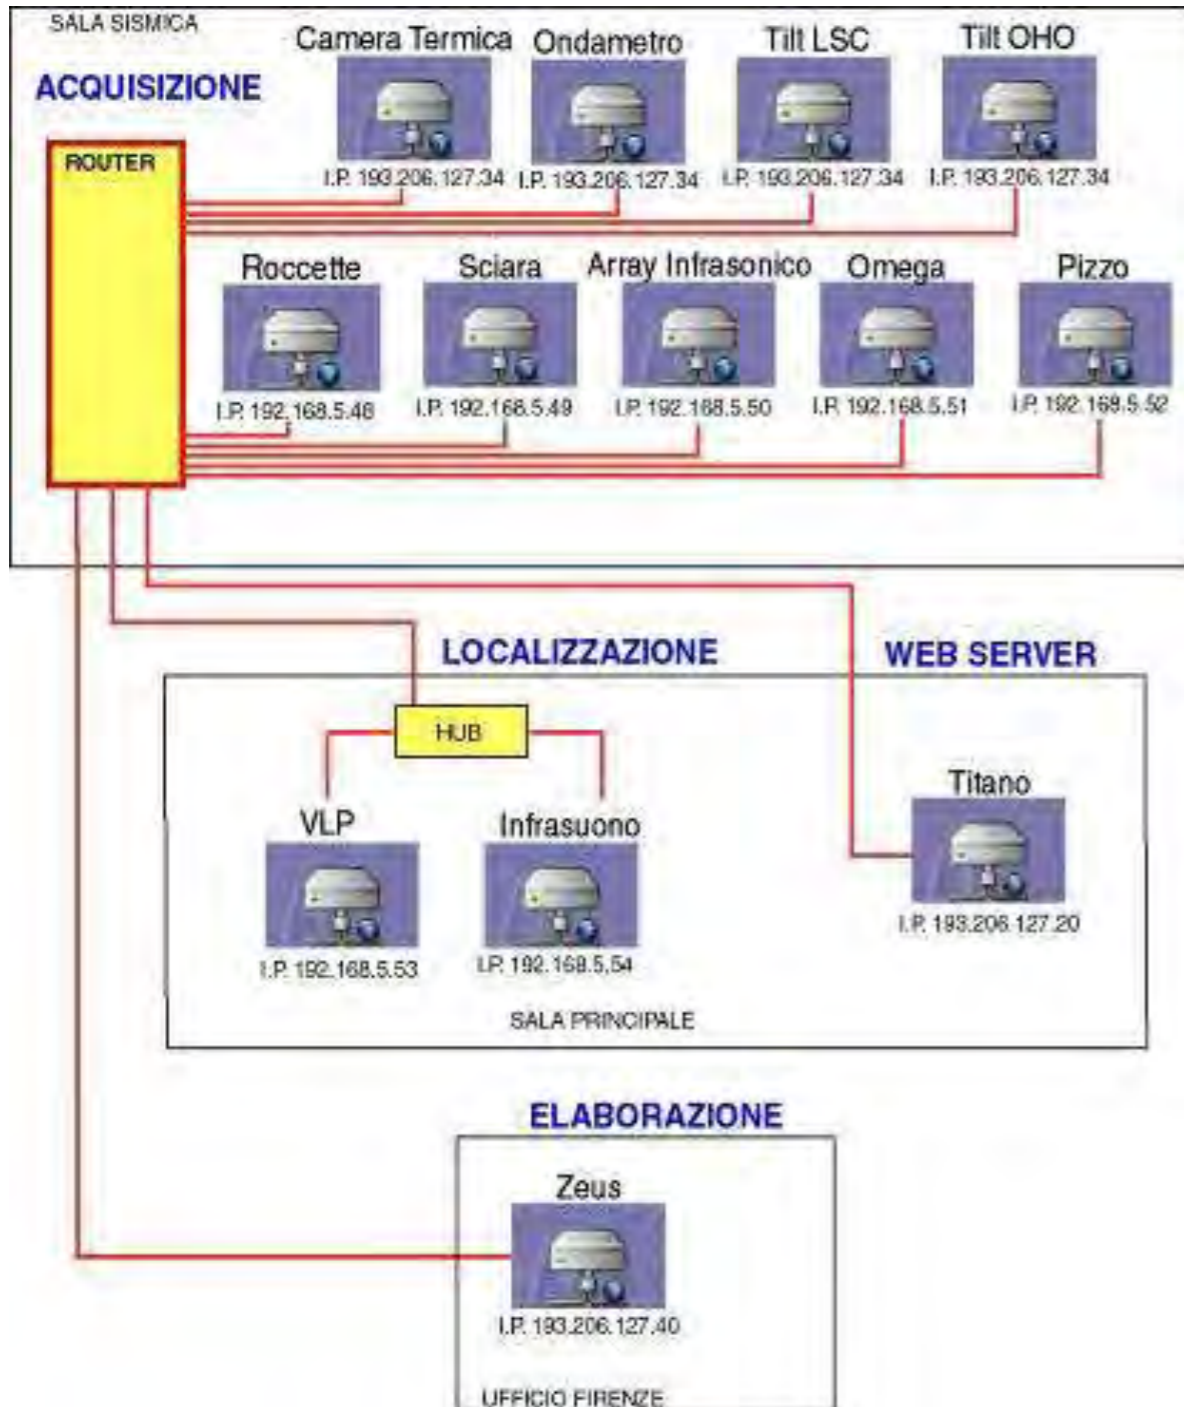 SALA SISMICA
Camera Termica Ondametro Tilt LSC Tilt OHO
ACQUISIZIONE
ROUTER
I.P. 193.206.127.34 I.P. 193.206.127.34 I.P. 193.206.127.34 I.P. 193.206.127.34
Roccette Sciara Array Infrasonico Omega Pizzo
I.P. 192.168.5.48 I.P. 192.168.5.49 I.P. 192.168.5.50 I.P. 192.168.5.51 I.P. 192.168.5.52
LOCALIZZAZIONE WEB SERVER
HUB
Titano
VLP Infrasuono
I.P. 193.206.127.20
I.P. 192.168.5.53 I.P. 192.168.5.54
SALA PRINCIPALE
ELABORAZIONE
Zeus
I.P. 193.206.127.40
UFFICIO FIRENZE